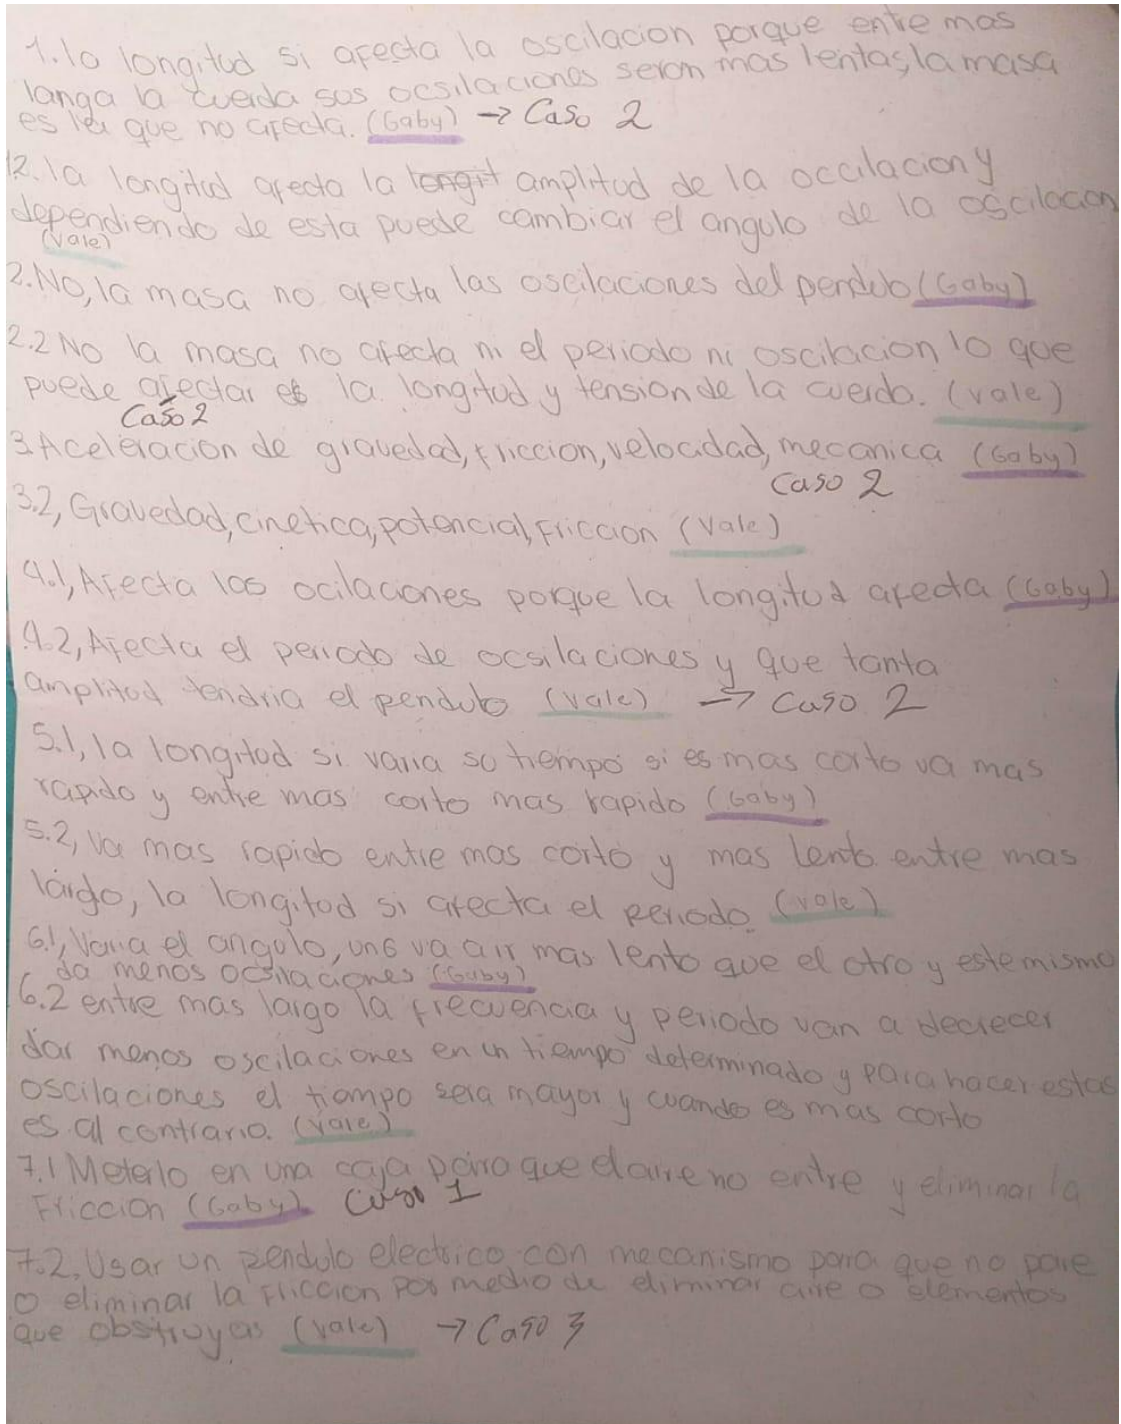 1. la longitud si afecta la oscilacion porque entre mas
langa la cuerda sos ocsilaciones seron mas lentas, la masa
es la que no afecta. (Gaby) → Caso 2
12. la longitud afecta la longit amplitud de la occilacion y
dependiendo de esta puede cambiar el angulo de la oscilacion
(Vale)
2. No, la masa no afecta las oscilaciones del pendulo (Gaby)
2.2 No la masa no afecta ni el periodo ni oscilacion lo que
puede afectar es la longitud y tension de la cuerda. (Vale)
Caso 2
3. Aceleracion de gravedad, friccion, velocidad, mecanica (Gaby)
Caso 2
3.2, Gravedad, cinetica, potencial, friccion (Vale)
4.1, Afecta las ocilaciones porque la longitud afecta (Gaby)
4.2, Afecta el periodo de ocsilaciones y que tanta
amplitud tendria el pendulo (Vale) → Caso 2
5.1, la longitud si varia so tiempo si es mas corto va mas
rapido y entre mas corto mas rapido (Gaby)
5.2, Va mas rapido entre mas corto y mas lento entre mas
largo, la longitud si afecta el periodo. (Vale)
6.1, Varia el angulo, uno va a ir mas lento que el otro y este mismo
da menos ocsilaciones (Gaby)
6.2 entre mas largo la frecuencia y periodo van a decrecer
dar menos oscilaciones en un tiempo determinado y para hacer estas
oscilaciones el tiempo sera mayor y cuando es mas corto
es al contrario. (Vale)
7.1 Meterlo en una caja para que el aire no entre y eliminar la
Friccion (Gaby) Caso 1
7.2. Usar un pendulo electrico con mecanismo para que no pare
o eliminar la friccion por medio de eliminar aire o elementos
que obstruyas (Vale) → Caso 3